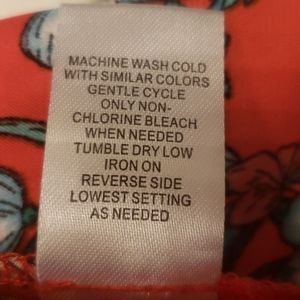 MACHINE WASH COLD
WITH SIMILAR COLORS
GENTLE CYCLE
ONLY NON-
CHLORINE BLEACH
WHEN NEEDED
TUMBLE DRY LOW
IRON ON
REVERSE SIDE
LOWEST SETTING
AS NEEDED